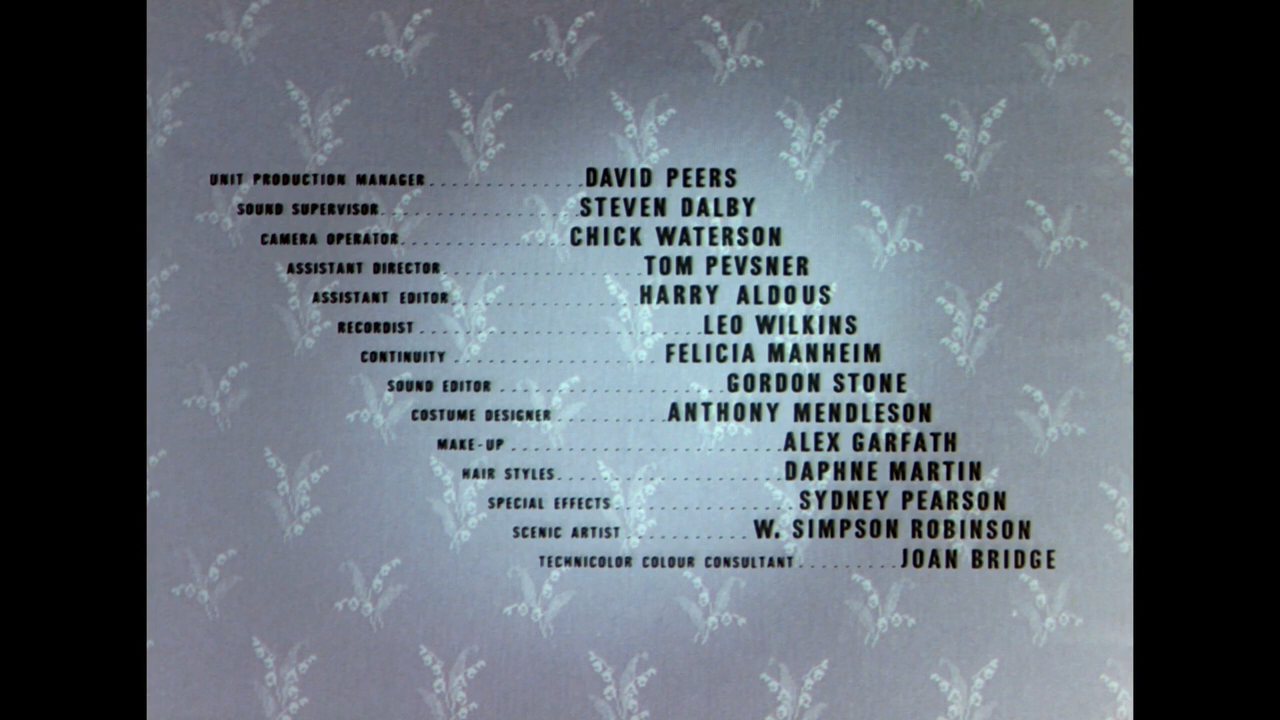 UNIT PRODUCTION MANAGER.............DAVID PEERS
SOUND SUPERVISOR................STEVEN DALBY
CAMERA OPERATOR.............CHICK WATERSON
ASSISTANT DIRECTOR................TOM PEVSNER
ASSISTANT EDITOR...............HARRY ALDOUS
RECORDIST.......................LEO WILKINS
CONTINUITY................FELICIA MANHEIM
SOUND EDITOR..................GORDON STONE
COSTUME DESIGNER.........ANTHONY MENDLESON
MAKE-UP......................ALEX GARFATH
HAIR STYLES..................DAPHNE MARTIN
SPECIAL EFFECTS..............SYDNEY PEARSON
SCENIC ARTIST..........W. SIMPSON ROBINSON
TECHNICOLOR COLOUR CONSULTANT.........JOAN BRIDGE